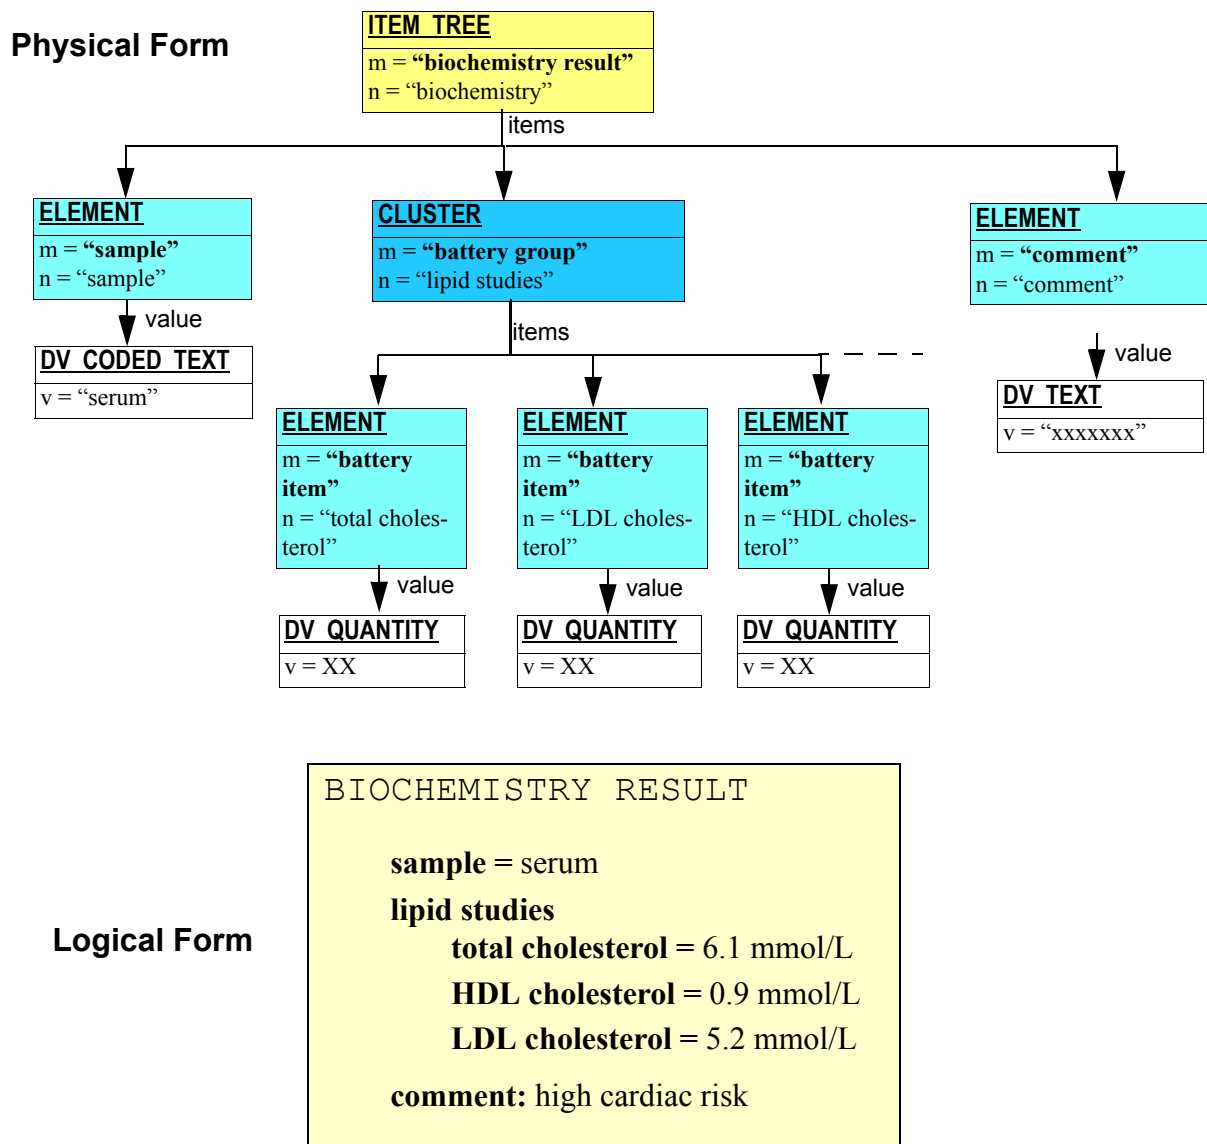 Physical Form
ITEM_TREE
m = “biochemistry result”
n = “biochemistry”
items
ELEMENT
m = “sample”
n = “sample”
value
DV_CODED_TEXT
v = “serum”
CLUSTER
m = “battery group”
n = “lipid studies”
items
ELEMENT
m = “comment”
n = “comment”
value
DV_TEXT
v = “xxxxxxx”
ELEMENT
m = “battery
item”
n = “total choles-
terol”
value
DV_QUANTITY
v = XX
ELEMENT
m = “battery
item”
n = “LDL choles-
terol”
value
DV_QUANTITY
v = XX
ELEMENT
m = “battery
item”
n = “HDL choles-
terol”
value
DV_QUANTITY
v = XX
Logical Form
BIOCHEMISTRY RESULT
sample = serum
lipid studies
total cholesterol = 6.1 mmol/L
HDL cholesterol = 0.9 mmol/L
LDL cholesterol = 5.2 mmol/L
comment: high cardiac risk